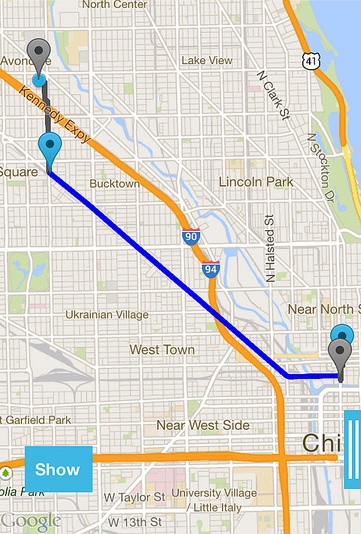 North Center
Avondale
Lake View
41
N Clark St
Kennedy Expy
N Stockton Dr
Square
Bucktown
Lincoln Park
N Halsted St
90
94
Near North S
Ukrainian Village
West Town
t Garfield Park
Near West Side
Chi
Show
olia Park
W Taylor St
University Village
/ Little Italy
Google
W 13th St